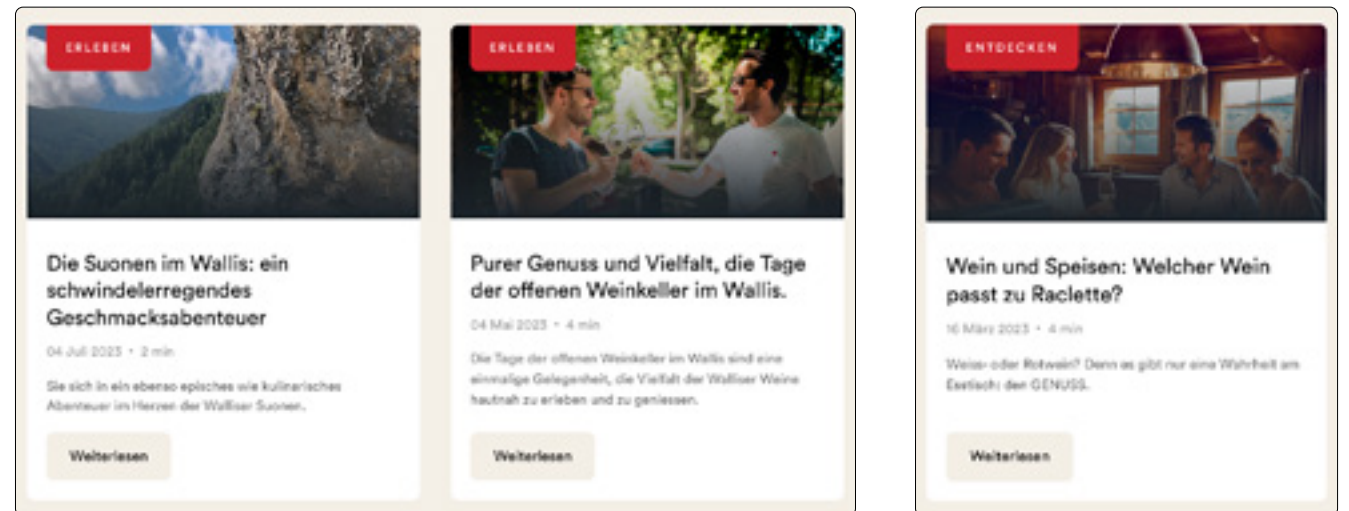 ERLEBEN
Die Suonen im Wallis: ein
schwindelerregendes
Geschmacksabenteuer
04 Juli 2023 • 2 min
Sie sich in ein ebenso episches wie kulinarisches
Abenteuer im Herzen der Walliser Suonen.
Weiterlesen
ERLEBEN
Purer Genuss und Vielfalt, die Tage
der offenen Weinkeller im Wallis.
04 Mai 2023 • 4 min
Die Tage der offenen Weinkeller im Wallis sind eine
einmalige Gelegenheit, die Vielfalt der Walliser Weine
hautnah zu erleben und zu geniessen.
Weiterlesen
ENTDECKEN
Wein und Speisen: Welcher Wein
passt zu Raclette?
16 März 2023 • 4 min
Weiss- oder Rotwein? Denn es gibt nur eine Wahrheit am
Esstisch: den GENUSS.
Weiterlesen